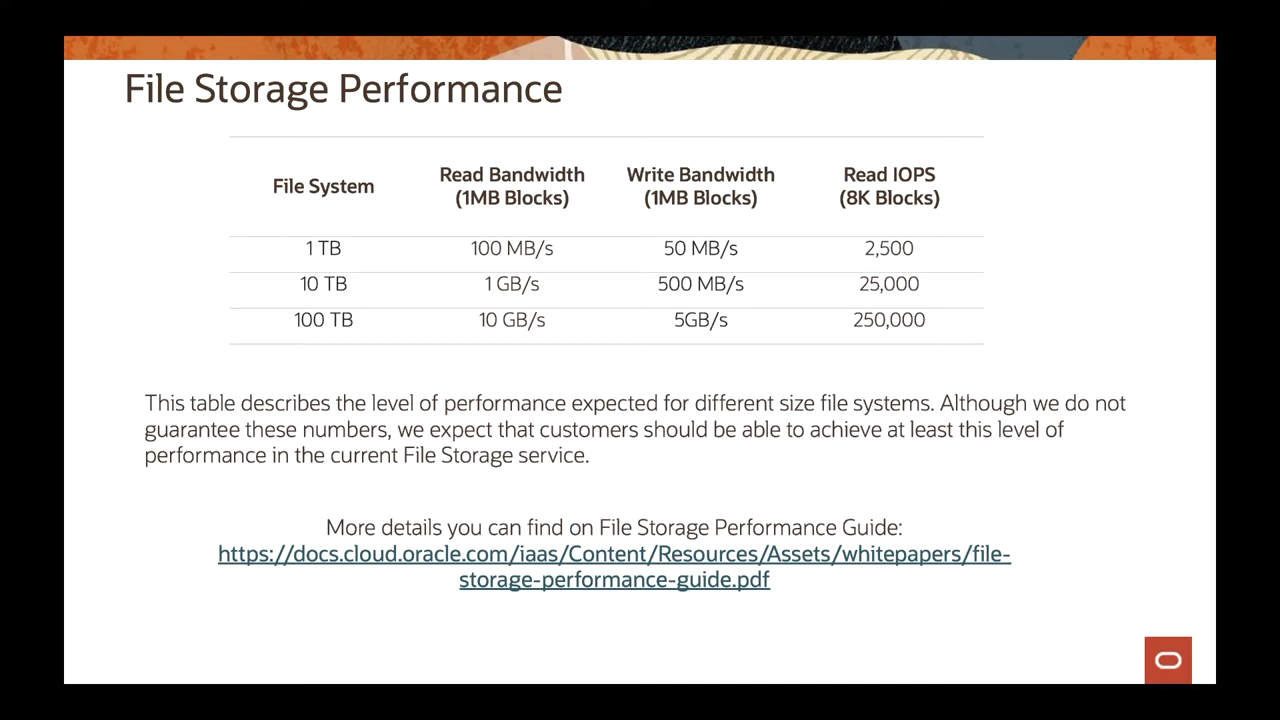 File Storage Performance
File System
Read Bandwidth
(1MB Blocks)
Write Bandwidth
(1MB Blocks)
Read IOPS
(8K Blocks)
1 TB 100 MB/s 50 MB/s 2,500
10 TB 1 GB/s 500 MB/s 25,000
100 TB 10 GB/s 5GB/s 250,000
This table describes the level of performance expected for different size file systems. Although we do not
guarantee these numbers, we expect that customers should be able to achieve at least this level of
performance in the current File Storage service.
More details you can find on File Storage Performance Guide:
https://docs.cloud.oracle.com/iaas/Content/Resources/Assets/whitepapers/file-
storage-performance-guide.pdf